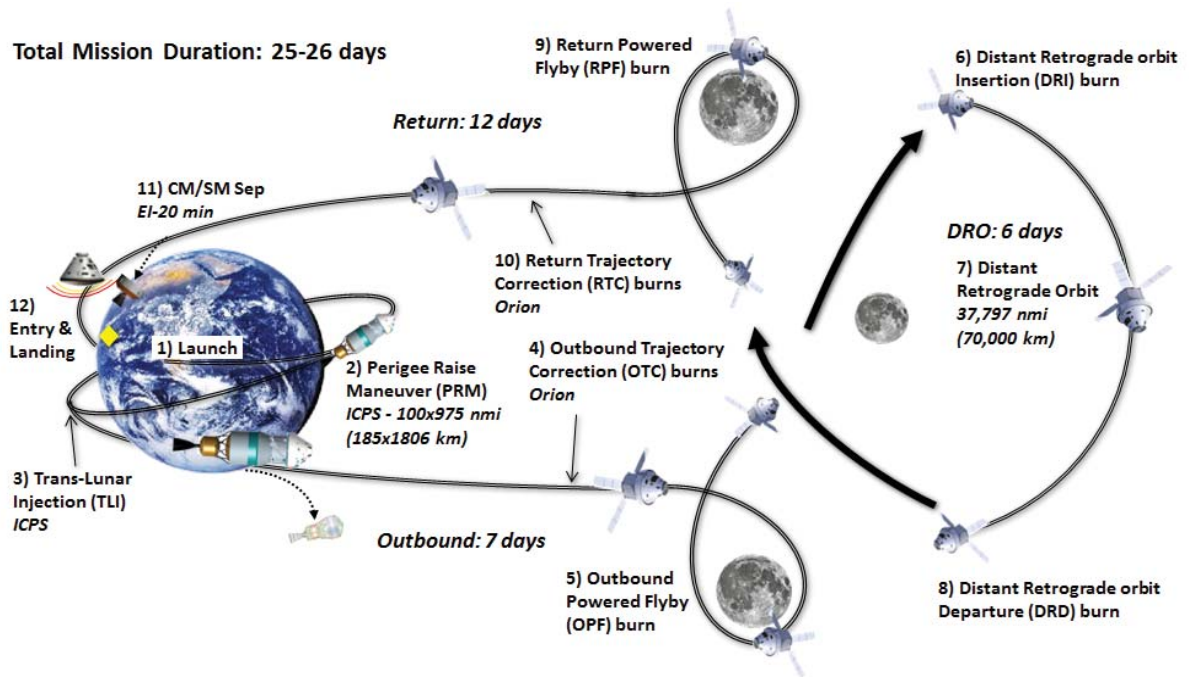 Total Mission Duration: 25-26 days
9) Return Powered
Flyby (RPF) burn
6) Distant Retrograde orbit
Insertion (DRI) burn
Return: 12 days
11) CM/SM Sep
EI-20 min
DRO: 6 days
7) Distant
Retrograde Orbit
37,797 nmi
(70,000 km)
10) Return Trajectory
Correction (RTC) burns
Orion
12)
Entry &
Landing
1) Launch
2) Perigee Raise
Maneuver (PRM)
ICPS - 100x975 nmi
(185x1806 km)
4) Outbound Trajectory
Correction (OTC) burns
Orion
3) Trans-Lunar
Injection (TLI)
ICPS
Outbound: 7 days
5) Outbound
Powered Flyby
(OPF) burn
8) Distant Retrograde orbit
Departure (DRD) burn